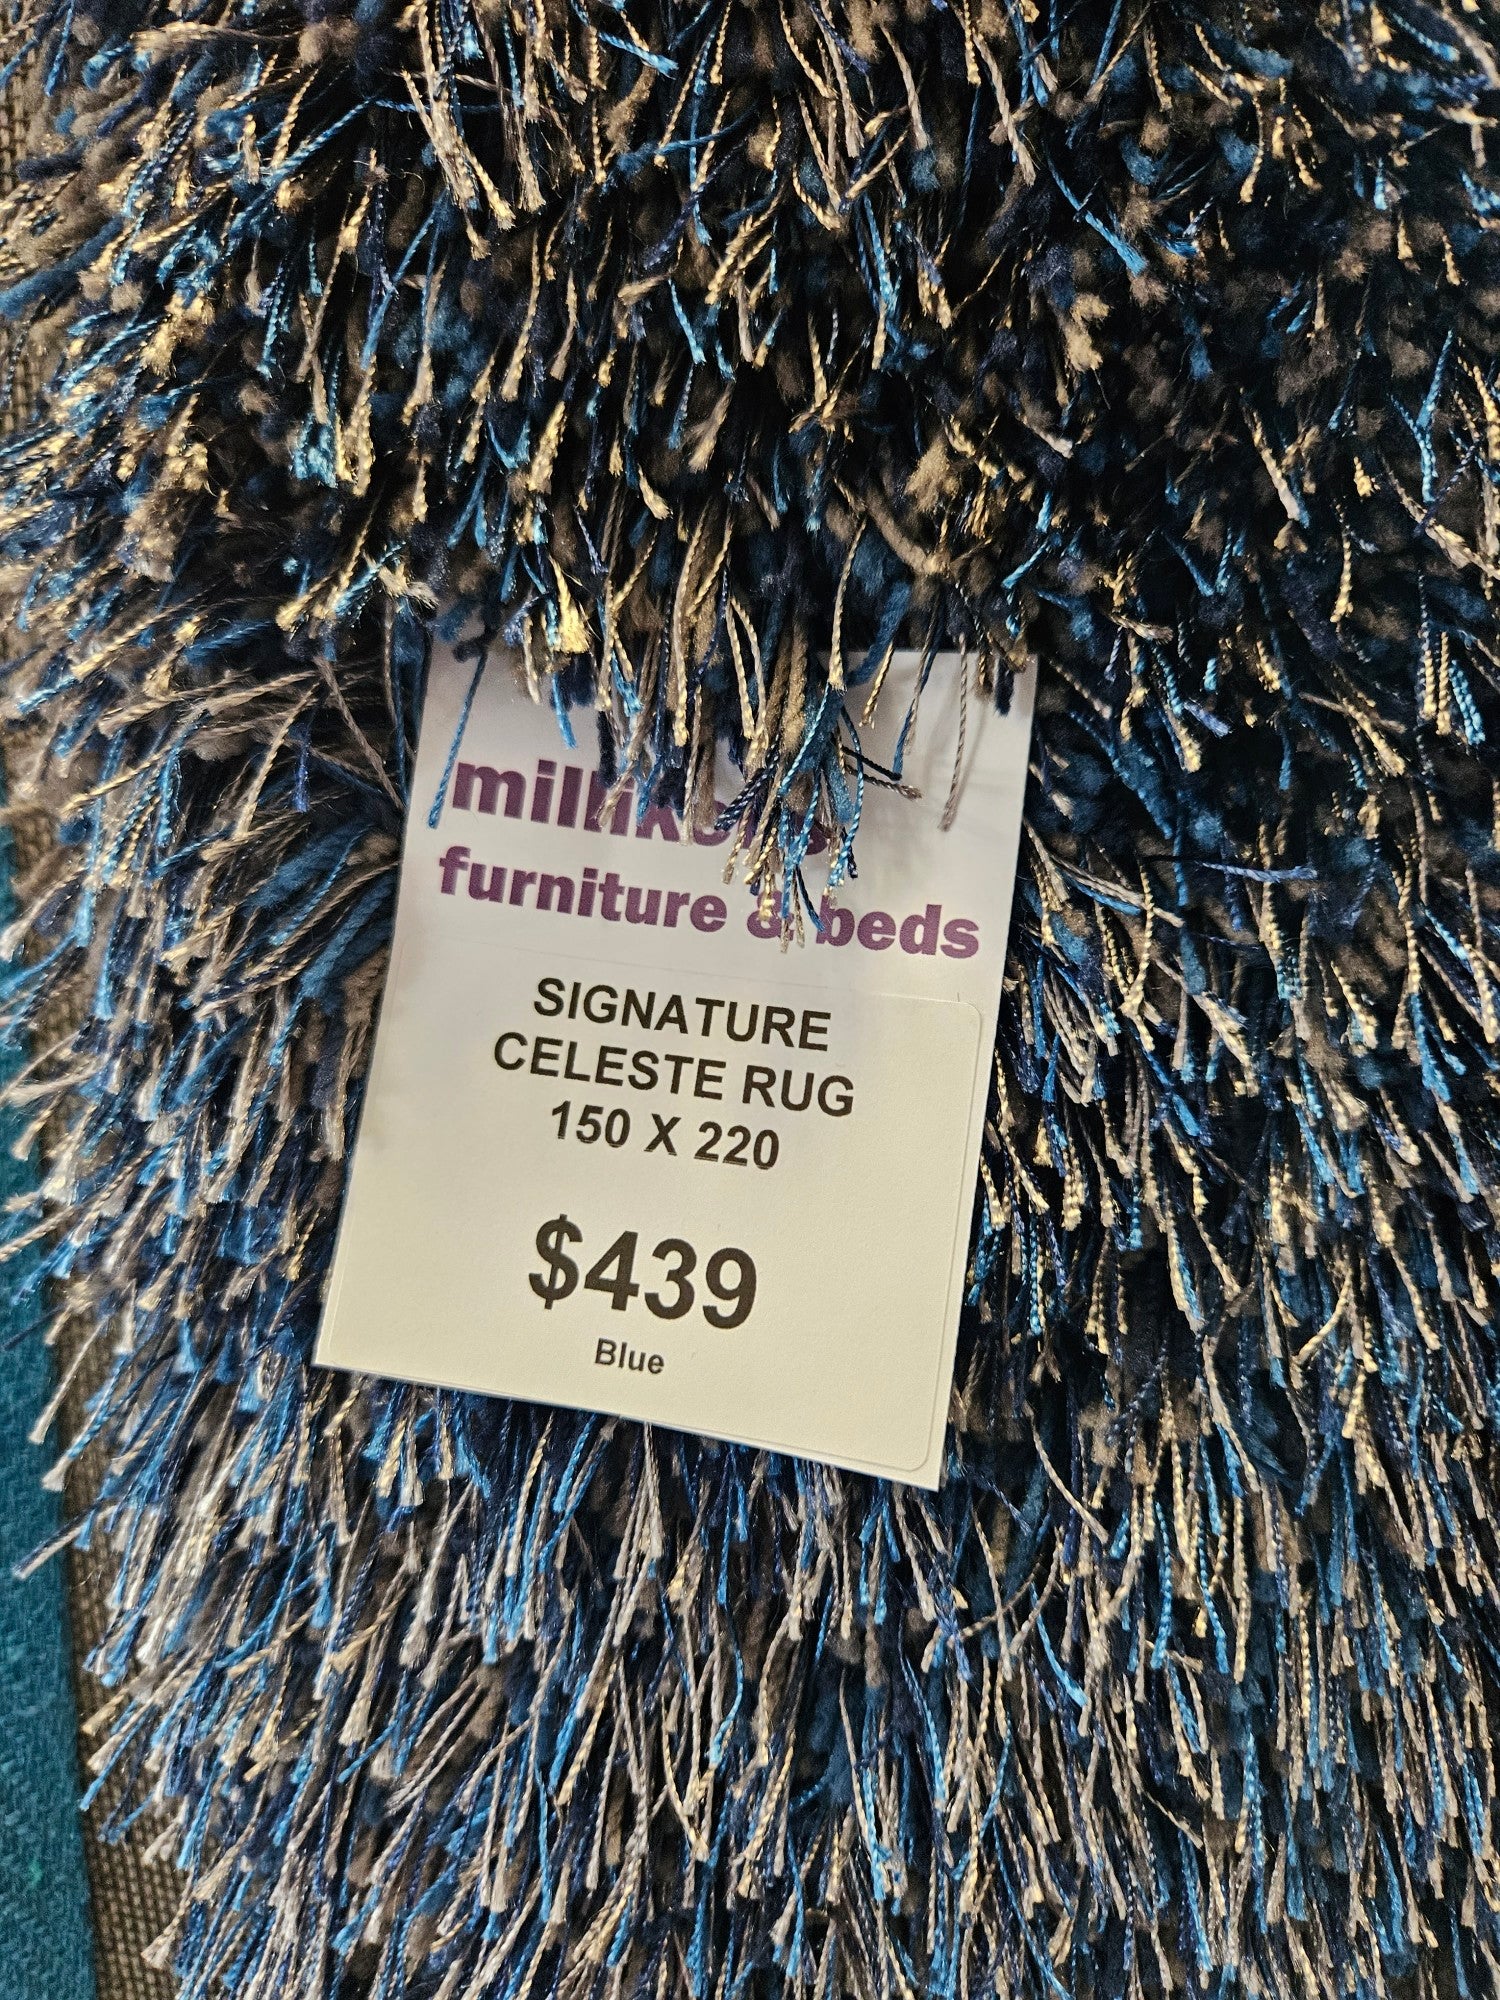 furniture & beds
SIGNATURE
CELESTE RUG
150 X 220
$439
Blue